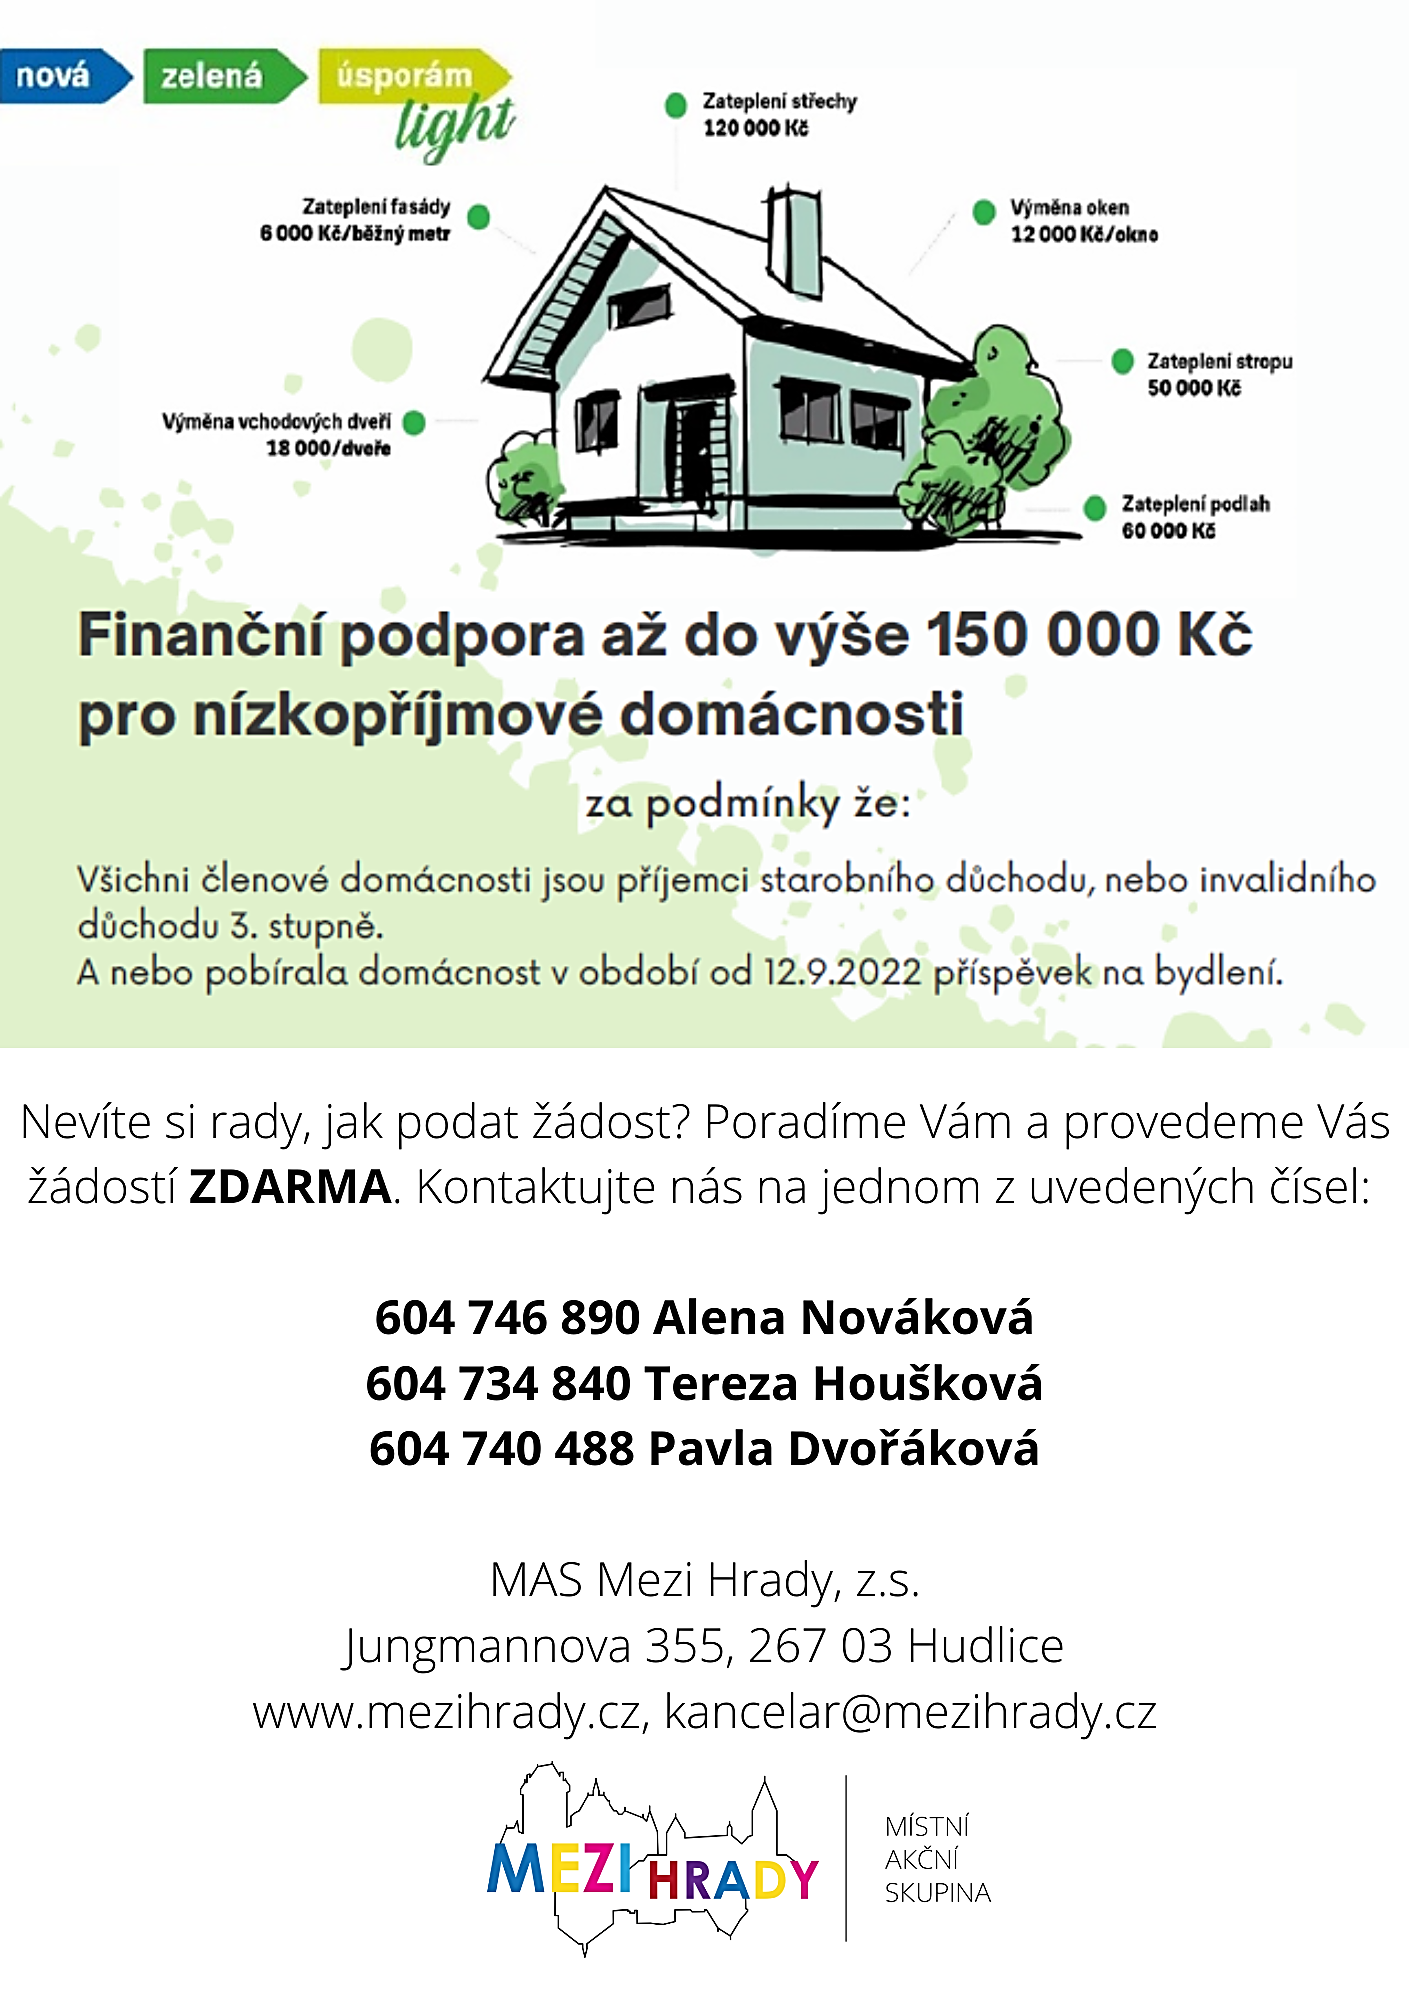 nová zelená úsporám
light
Zateplení střechy
120 000 Kč
Zateplení fasády
6 000 Kč/běžný metr
Výměna oken
12 000 Kč/okno
Zateplení stropu
50 000 Kč
Výměna vchodových dveří
18 000/dveře
Zateplení podlah
60 000 Kč
Finanční podpora až do výše 150 000 Kč
pro nízkopříjmové domácnosti
za podmínky že:
Všichni členové domácnosti jsou příjemci starobního důchodu, nebo invalidního
důchodu 3. stupně.
A nebo pobírala domácnost v období od 12.9.2022 příspěvek na bydlení.
Nevíte si rady, jak podat žádost? Poradíme Vám a provedeme Vás
žádostí ZDARMA. Kontaktujte nás na jednom z uvedených čísel:
604 746 890 Alena Nováková
604 734 840 Tereza Houšková
604 740 488 Pavla Dvořáková
MAS Mezi Hrady, z.s.
Jungmannova 355, 267 03 Hudlice
www.mezihrady.cz, kancelar@mezihrady.cz
MEZI HRADY
MÍSTNÍ
AKČNÍ
SKUPINA